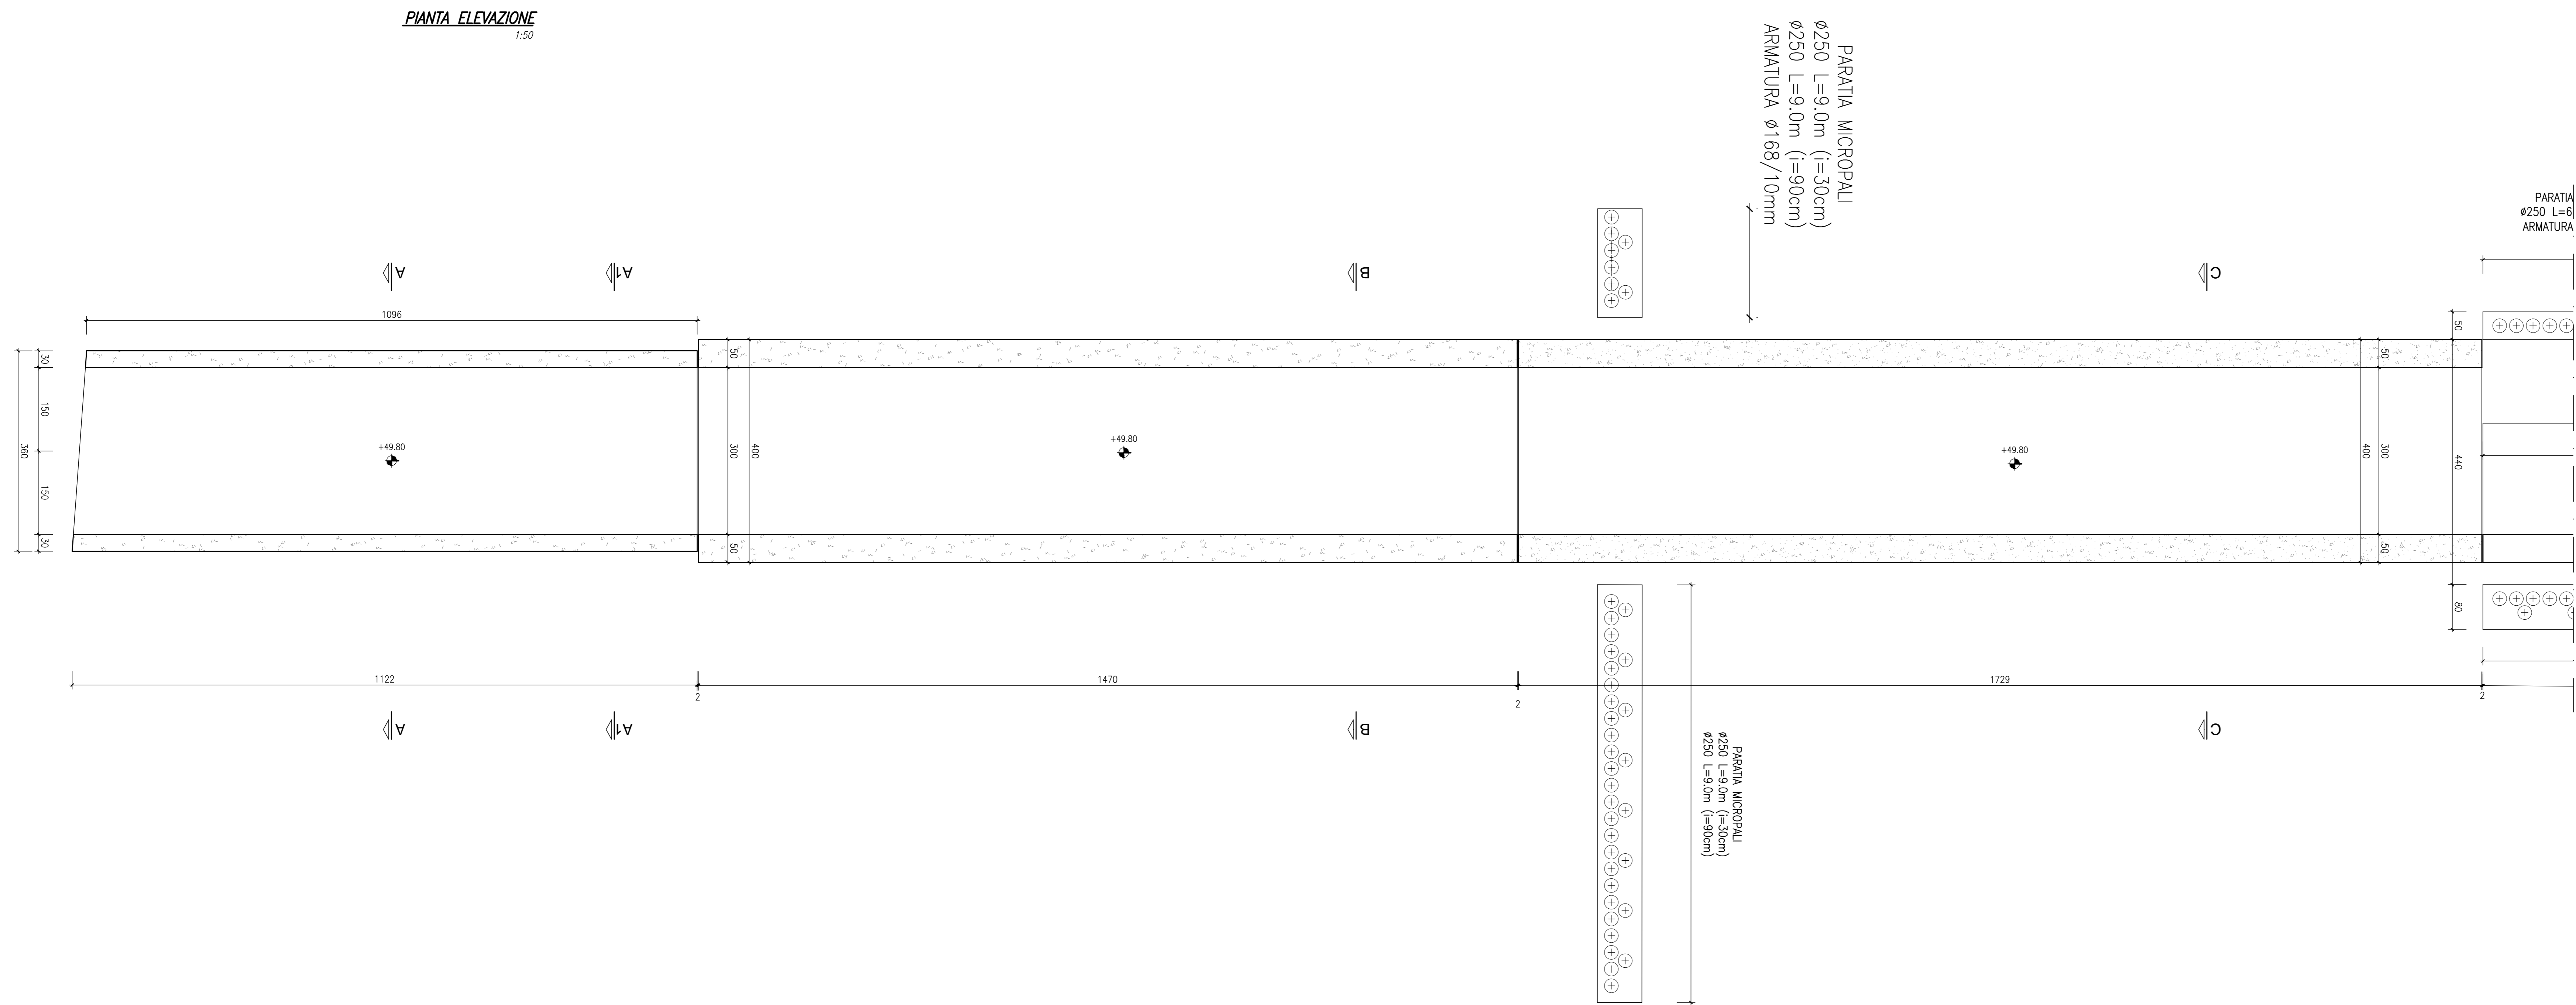 PIANTA ELEVAZIONE
1:50
PARATIA MICROPALI
Ø250 L=9.0m (i=30cm)
Ø250 L=9.0m (i=90cm)
ARMATURA Ø168/10mm
PARATIA
Ø250 L=6
ARMATURA
A
A1
B
C
1096
30
150
360
150
30
+49.80
50
300
400
50
+49.80
+49.80
50
400
300
50
50
440
80
1122
2
1470
2
1729
2
A
A1
B
C
PARATIA MICROPALI
Ø250 L=9.0m (i=30cm)
Ø250 L=9.0m (i=90cm)